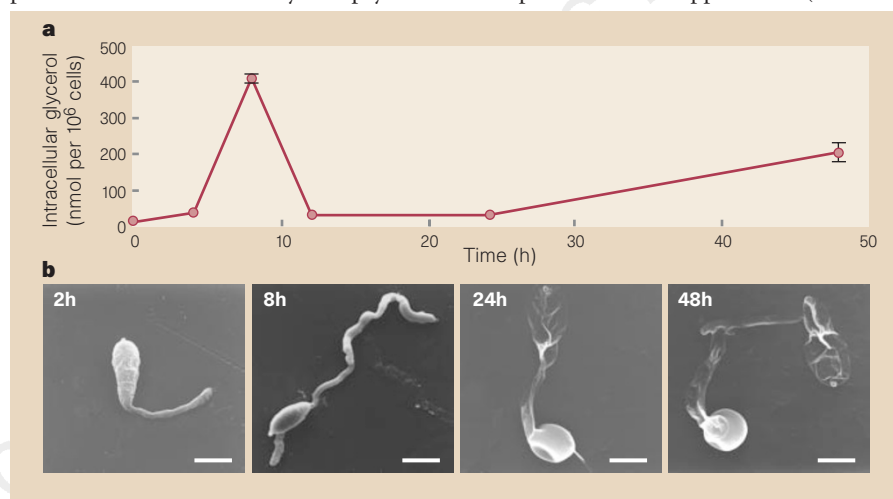 a
Intracellular glycerol
(nmol per 10⁶ cells)
500
400
300
200
100
0
0 10 20 30 40 50
Time (h)
b
2h 8h 24h 48h